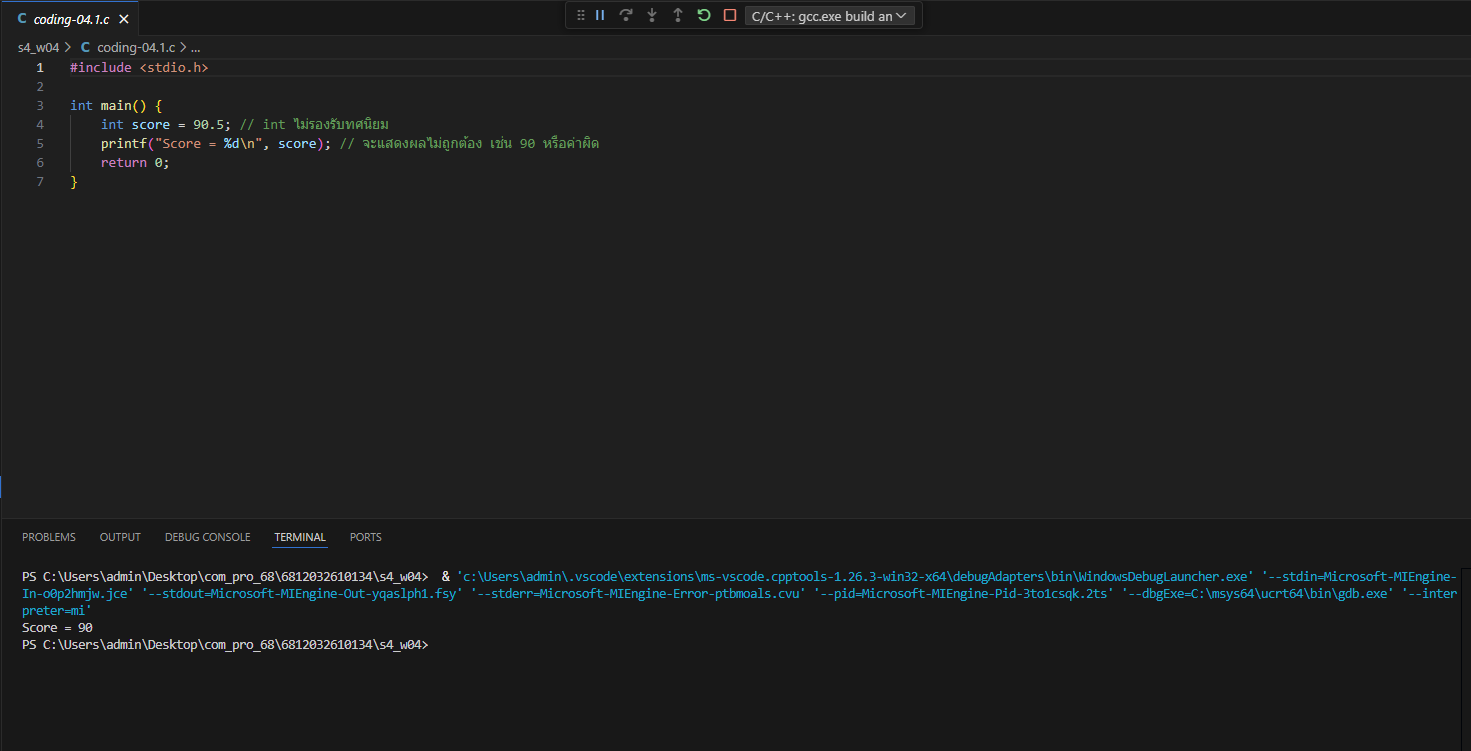 coding-04.1.c
C/C++: gcc.exe build an
s4_w04 > C coding-04.1.c > ...
1 #include <stdio.h>
2
3 int main() {
4 int score = 90.5; // int ไม่รองรับทศนิยม
5 printf("Score = %d\n", score); // จะแสดงผลไม่ถูกต้อง เช่น 90 หรือค่าผิด
6 return 0;
7 }
PROBLEMS OUTPUT DEBUG CONSOLE TERMINAL PORTS
PS C:\Users\admin\Desktop\com_pro_68\6812032610134\s4_w04> & 'c:\Users\admin\.vscode\extensions\ms-vscode.cpptools-1.26.3-win32-x64\debugAdapters\bin\WindowsDebugLauncher.exe' '--stdin=Microsoft-MIEngine-
In-o0p2hmjw.jce' '--stdout=Microsoft-MIEngine-Out-yqaslph1.fsy' '--stderr=Microsoft-MIEngine-Error-ptbmoals.cvu' '--pid=Microsoft-MIEngine-Pid-3to1csqk.2ts' '--dbgExe=C:\msys64\ucrt64\bin\gdb.exe' '--inter
preter=mi'
Score = 90
PS C:\Users\admin\Desktop\com_pro_68\6812032610134\s4_w04>